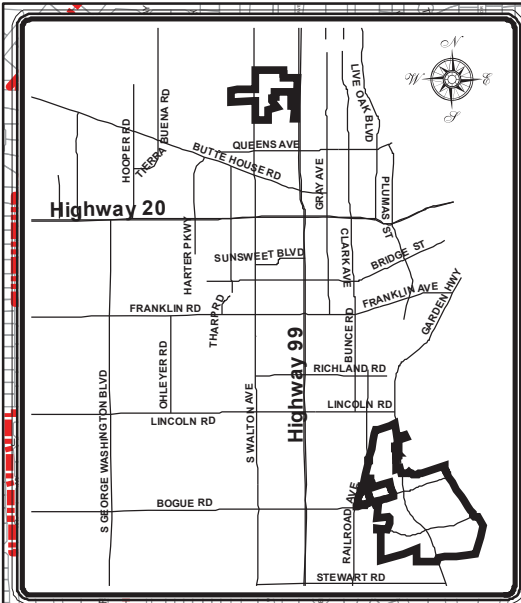 N
W
E
S
LIVE OAK BLVD
HOOPER RD
TIERRA BUENA RD
QUEENS AVE
BUTTE HOUSE RD
GRAY AVE
PLUMAS ST
Highway 20
HARTER PKWY
SUNSWEET BLVD
CLARK AVE
BRIDGE ST
FRANKLIN RD
THARP RD
FRANKLIN AVE
GARDEN HWY
BUNCE RD
Highway 99
RICHLAND RD
OHLEYER RD
S GEORGE WASHINGTON BLVD
S WALTON AVE
LINCOLN RD
LINCOLN RD
BOGUE RD
RAILROAD AVE
STEWART RD